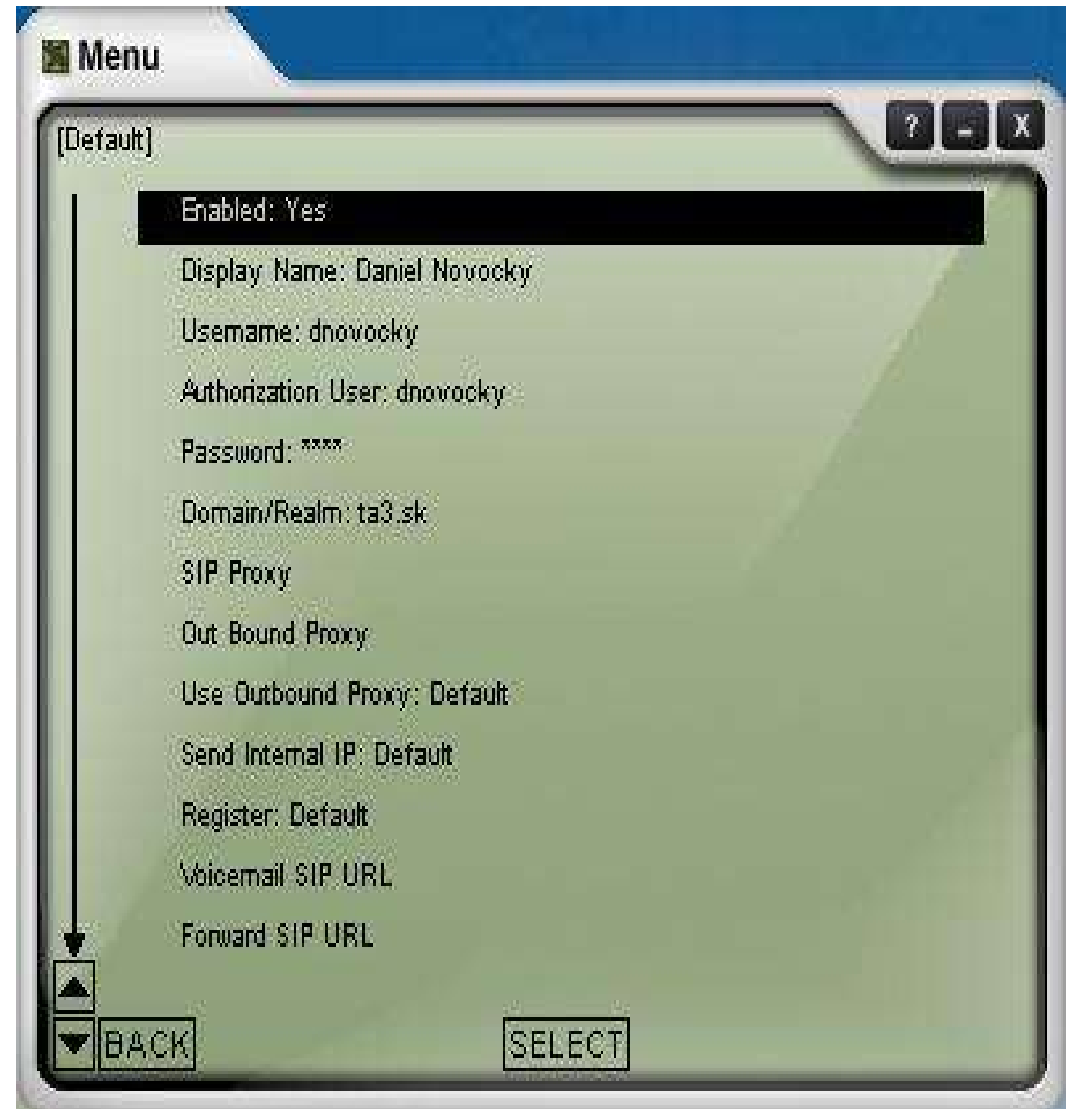 Menu
? - X
[Default]
Enabled: Yes
Display Name: Daniel Novocky
Username: dnovocky
Authorization User: dnovocky
Password: ****
Domain/Realm: ta3.sk
SIP Proxy
Out Bound Proxy
Use Outbound Proxy: Default
Send Internal IP: Default
Register: Default
Voicemail SIP URL
Forward SIP URL
BACK SELECT